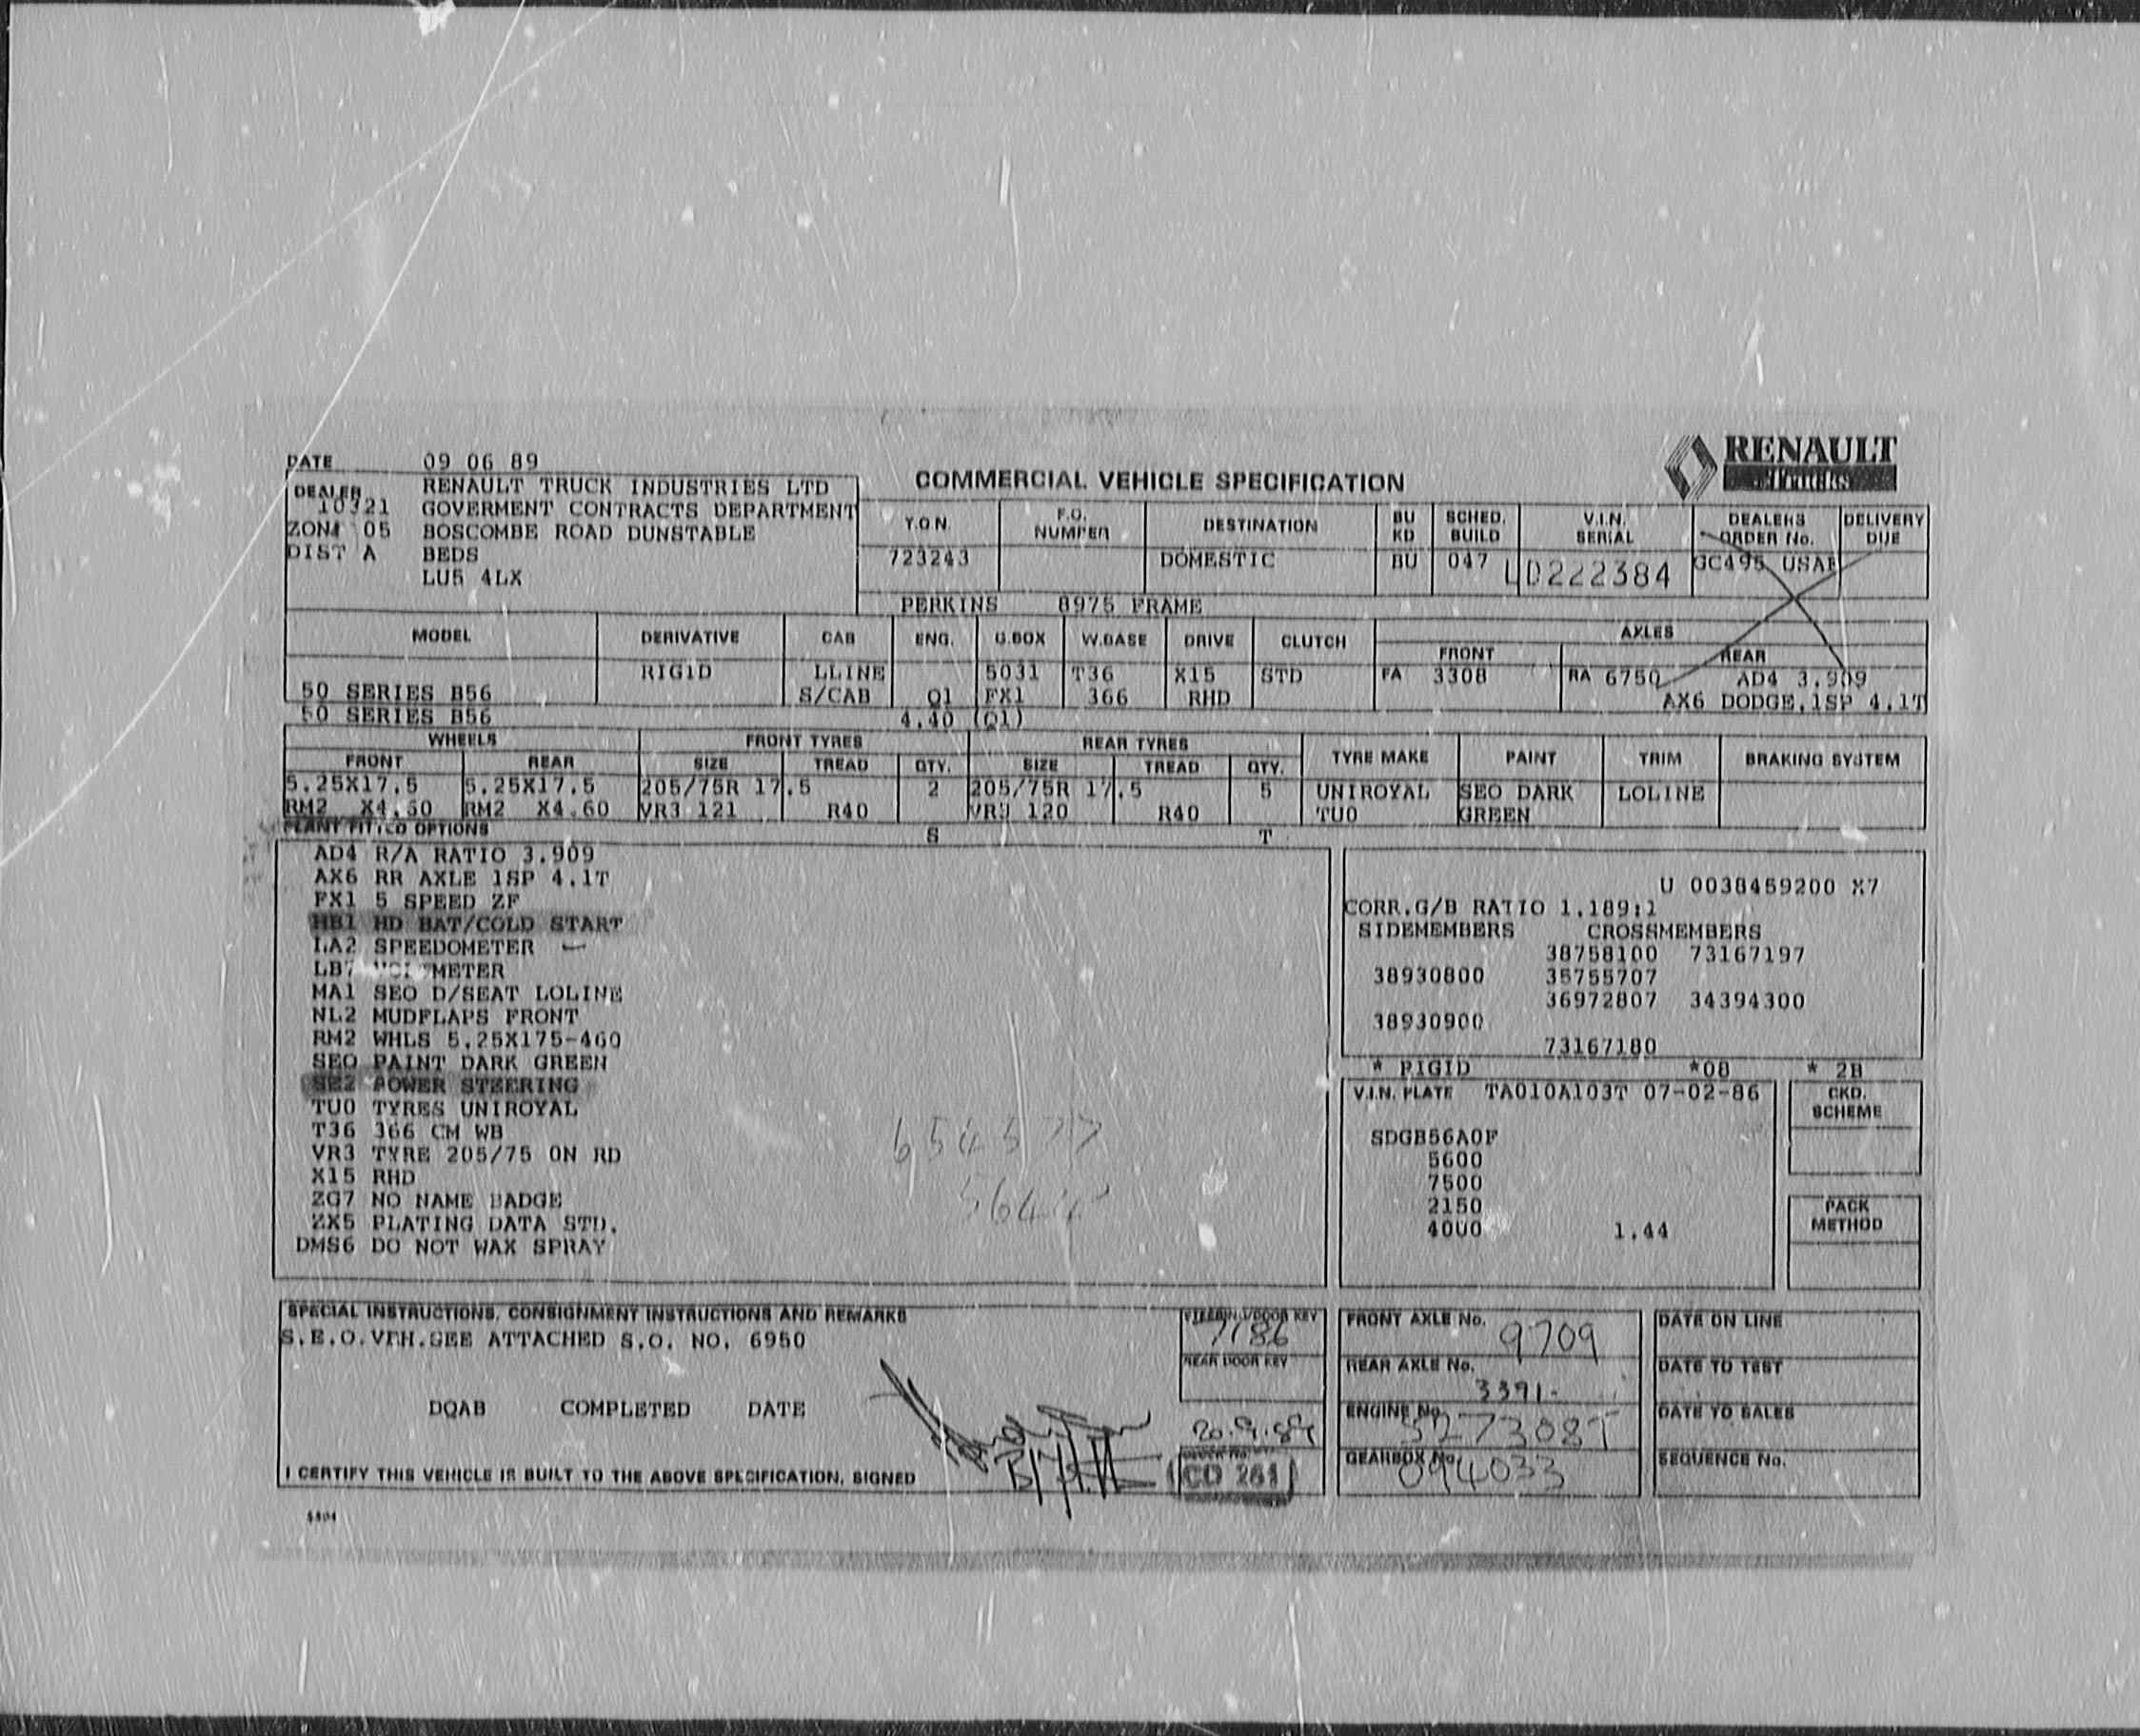 DATE 09 06 89
RENAULT
Trucks
COMMERCIAL VEHICLE SPECIFICATION
DEALER RENAULT TRUCK INDUSTRIES LTD
10321 GOVERMENT CONTRACTS DEPARTMENT
ZONE 05 BOSCOMBE ROAD DUNSTABLE
DIST A BEDS
LU5 4LX
Y.O.N. F.O. NUMBER DESTINATION BU KD SCHED. BUILD V.I.N. SERIAL DEALERS ORDER No. DELIVERY DUE
723243 DOMESTIC BU 047 LD222384 GC495 USAF
PERKINS 8975 FRAME
MODEL DERIVATIVE CAB ENG. G.BOX W.BASE DRIVE CLUTCH AXLES
FRONT REAR
RIGID LLINE 5031 T36 X15 STD FA 3308 RA 6750 AD4 3.909
50 SERIES B56 S/CAB Q1 FX1 366 RHD AX6 DODGE,1SP 4.1T
50 SERIES B56 4.40 (Q1)
WHEELS FRONT TYRES REAR TYRES TYRE MAKE PAINT TRIM BRAKING SYSTEM
FRONT REAR SIZE TREAD QTY. SIZE TREAD QTY.
5.25X17.5 5.25X17.5 205/75R 17.5 2 205/75R 17.5 5 UNIROYAL SEO DARK LOLINE
RM2 X4.60 RM2 X4.60 VR3 121 R40 VR3 120 R40 TU0 GREEN
PLANT FITTED OPTIONS S T
AD4 R/A RATIO 3.909
AX6 RR AXLE 1SP 4.1T
FX1 5 SPEED ZF
HB1 HD BAT/COLD START
LA2 SPEEDOMETER
LB7 VOLTMETER
MA1 SEO D/SEAT LOLINE
NL2 MUDFLAPS FRONT
RM2 WHLS 5.25X175-460
SEO PAINT DARK GREEN
SE2 POWER STEERING
TU0 TYRES UNIROYAL
T36 366 CM WB
VR3 TYRE 205/75 ON RD
X15 RHD
ZG7 NO NAME BADGE
ZX5 PLATING DATA STD.
DMS6 DO NOT WAX SPRAY
U 0038459200 X7
CORR.G/B RATIO 1.189:1
SIDEMEMBERS CROSSMEMBERS
38758100 73167197
38930800 35755707
36972807 34394300
38930900
73167180
* RIGID *08 * 2B
V.I.N. PLATE TA010A103T 07-02-86
SDGB56A0F
5600
7500
2150
4000 1.44
CKD. SCHEME
PACK METHOD
SPECIAL INSTRUCTIONS, CONSIGNMENT INSTRUCTIONS AND REMARKS
S.E.O.VEH.SEE ATTACHED S.O. NO. 6950
DQAB COMPLETED DATE
I CERTIFY THIS VEHICLE IS BUILT TO THE ABOVE SPECIFICATION. SIGNED
7186
REAR DOOR KEY
20.9.89
CO 261
FRONT AXLE No. 9709
REAR AXLE No. 3391
ENGINE No. 527308T
GEARBOX No. 094033
DATE ON LINE
DATE TO TEST
DATE TO SALES
SEQUENCE No.